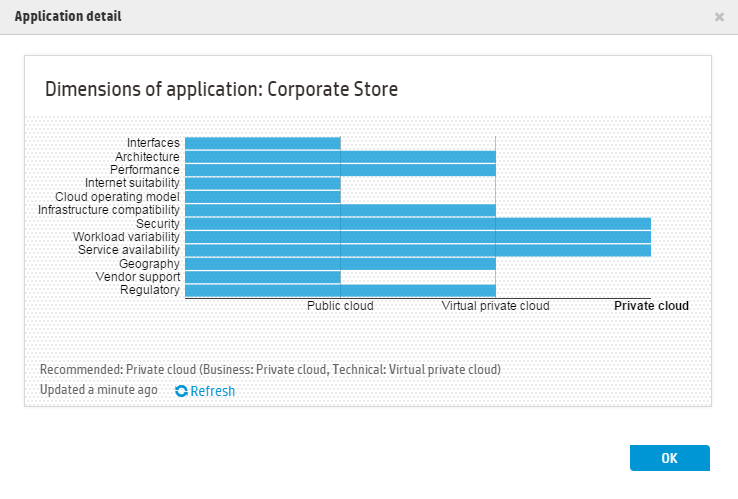 Application detail
×
Dimensions of application: Corporate Store
Interfaces
Architecture
Performance
Internet suitability
Cloud operating model
Infrastructure compatibility
Security
Workload variability
Service availability
Geography
Vendor support
Regulatory
Public cloud Virtual private cloud Private cloud
Recommended: Private cloud (Business: Private cloud, Technical: Virtual private cloud)
Updated a minute ago Refresh
OK